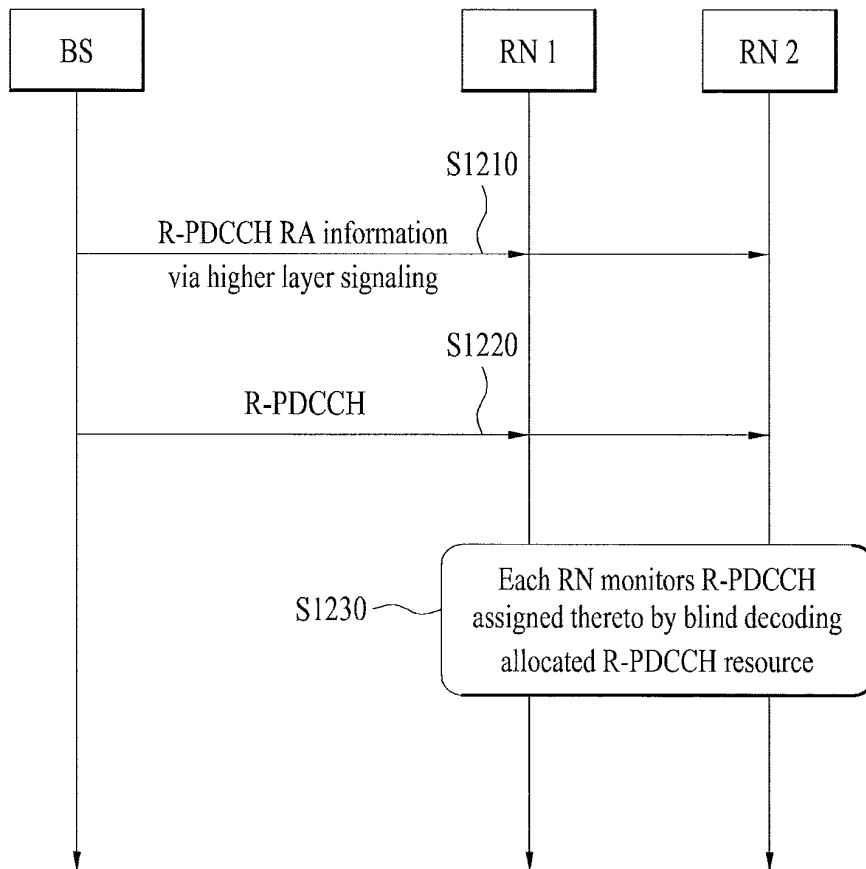 BS
RN 1
RN 2
S1210
R-PDCCH RA information
via higher layer signaling
S1220
R-PDCCH
Each RN monitors R-PDCCH
S1230
assigned thereto by blind decoding
allocated R-PDCCH resource